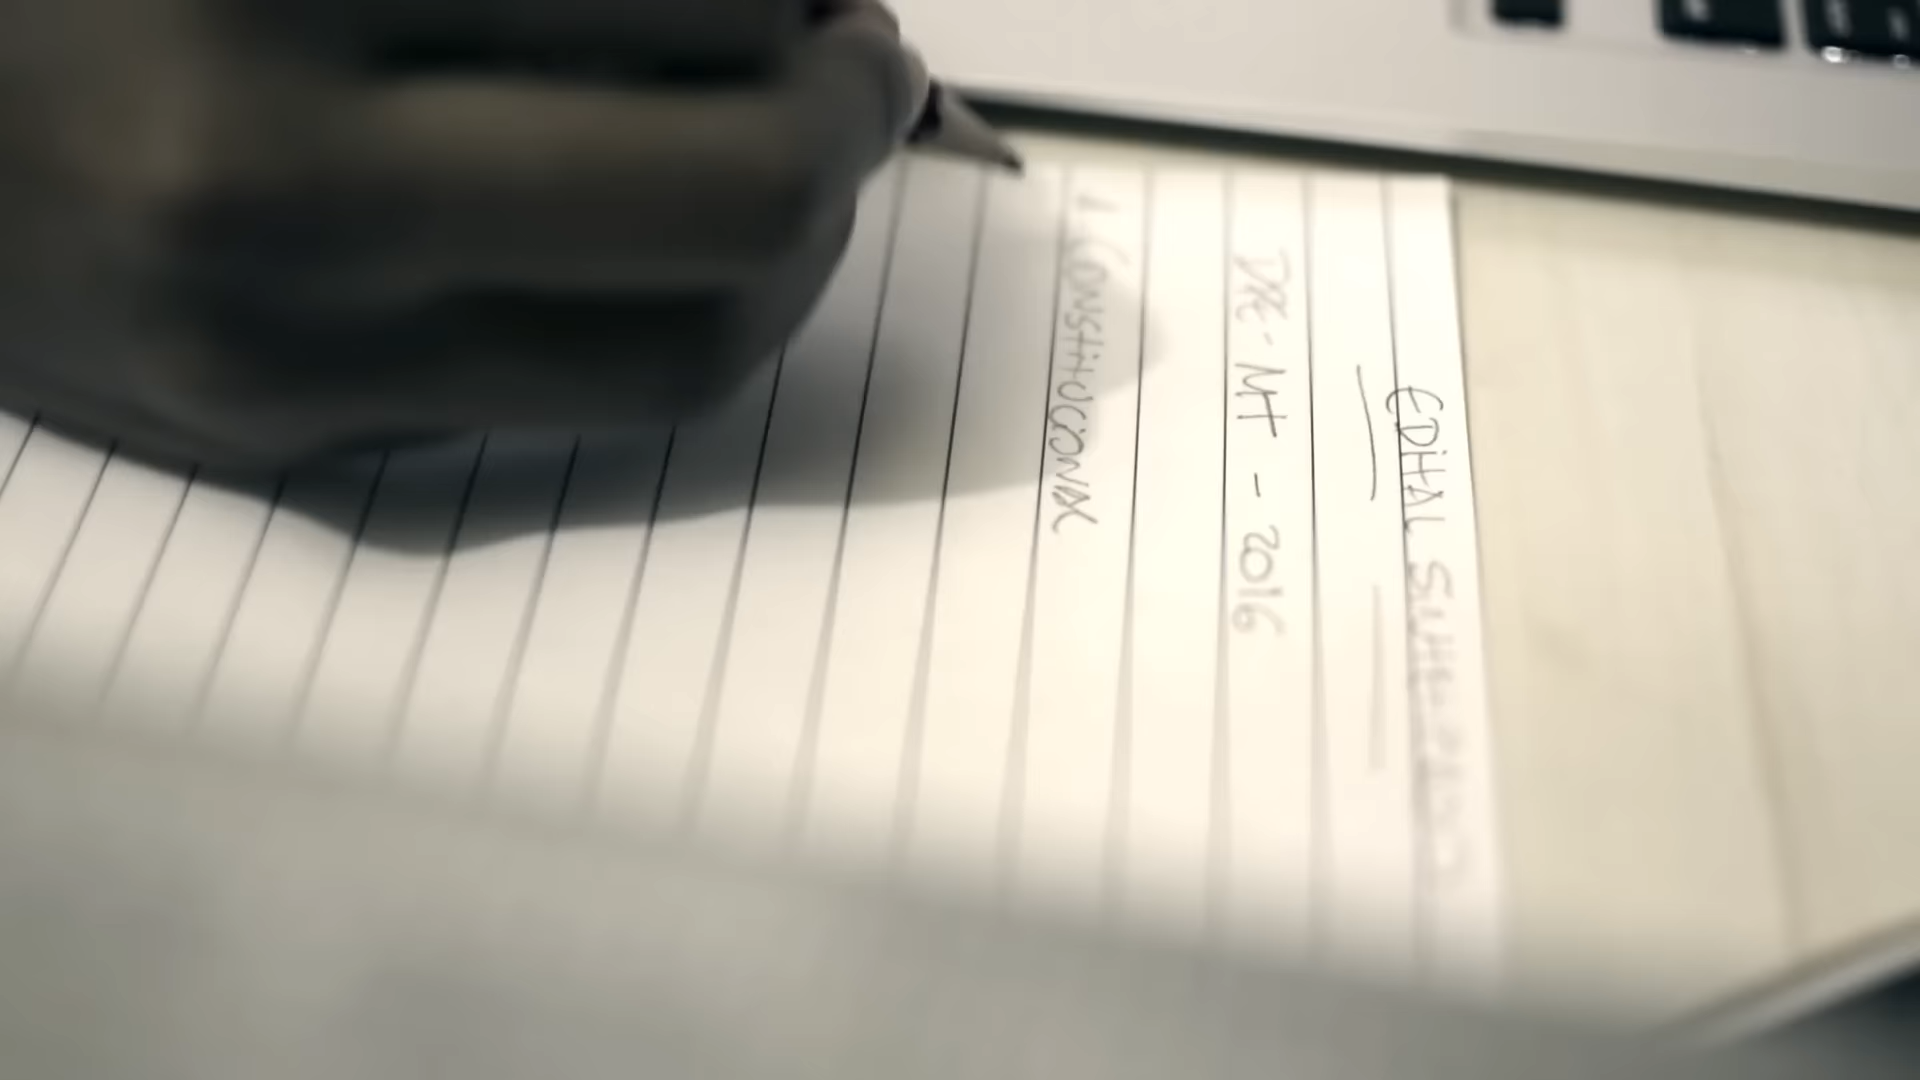 EDITAL
DPE - MT - 2016
1. CONSTITUCIONAL